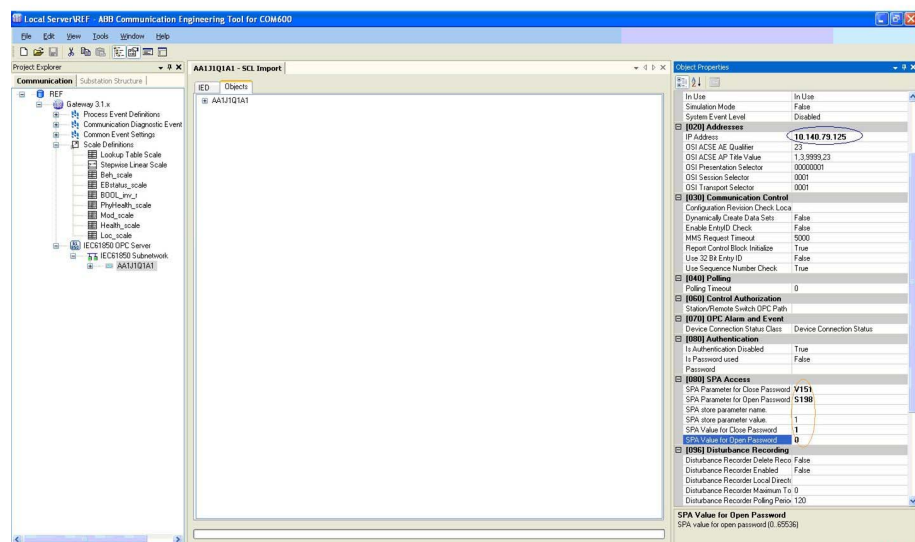 Local Server\REF - ABB Communication Engineering Tool for COM600
File Edit View Tools Window Help
Project Explorer
Communication Substation Structure
REF
Gateway 3.1.x
Process Event Definitions
Communication Diagnostic Event
Common Event Settings
Scale Definitions
Lookup Table Scale
Stepwise Linear Scale
Beh_scale
EBstatus_scale
BOOL_inv_r
PhyHealth_scale
Mod_scale
Health_scale
Loc_scale
IEC61850 OPC Server
IEC61850 Subnetwork
AA1J1Q1A1
AA1J1Q1A1 - SCL Import
IED Objects
AA1J1Q1A1
Object Properties
In Use In Use
Simulation Mode False
System Event Level Disabled
[020] Addresses
IP Address 10.140.79.125
OSI ACSE AE Qualifier 23
OSI ACSE AP Title Value 1,3,9999,23
OSI Presentation Selector 00000001
OSI Session Selector 0001
OSI Transport Selector 0001
[030] Communication Control
Configuration Revision Check Loca
Dynamically Create Data Sets False
Enable EntryID Check False
MMS Request Timeout 5000
Report Control Block Initialize True
Use 32 Bit Entry ID False
Use Sequence Number Check True
[040] Polling
Polling Timeout 0
[060] Control Authorization
Station/Remote Switch OPC Path
[070] OPC Alarm and Event
Device Connection Status Class Device Connection Status
[080] Authentication
Is Authentication Disabled True
Is Password used False
Password
[080] SPA Access
SPA Parameter for Close Password V151
SPA Parameter for Open Password S198
SPA store parameter name.
SPA store parameter value. 1
SPA Value for Close Password 1
SPA Value for Open Password 0
[096] Disturbance Recording
Disturbance Recorder Delete Reco False
Disturbance Recorder Enabled False
Disturbance Recorder Local Directo
Disturbance Recorder Maximum To 0
Disturbance Recorder Polling Perio 120
SPA Value for Open Password
SPA value for open password (0..65536)